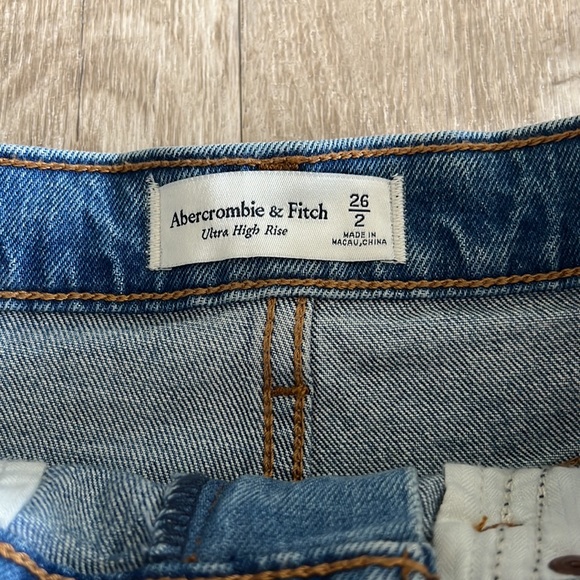 Abercrombie & Fitch
Ultra High Rise
26
2
MADE IN
MACAU,CHINA